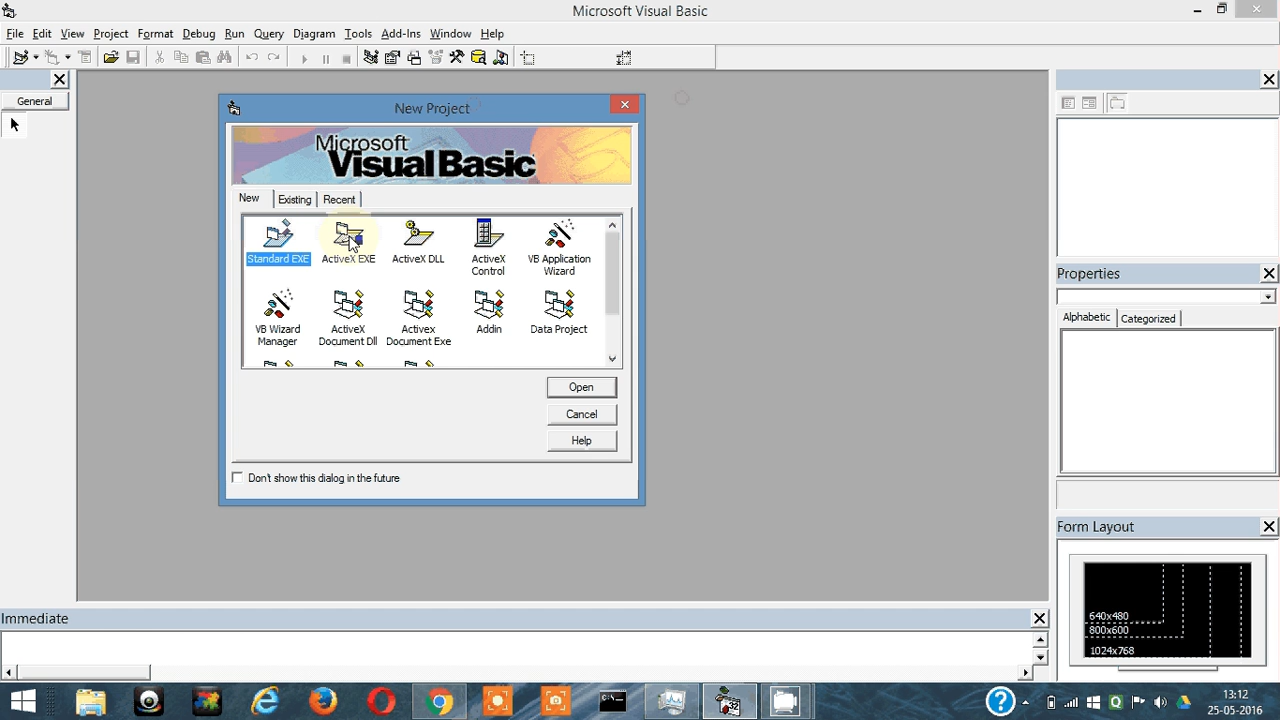 Microsoft Visual Basic
File Edit View Project Format Debug Run Query Diagram Tools Add-Ins Window Help
General
New Project
Microsoft
Visual Basic
New Existing Recent
Standard EXE ActiveX EXE ActiveX DLL ActiveX Control VB Application Wizard
VB Wizard Manager ActiveX Document Dll Activex Document Exe Addin Data Project
Open
Cancel
Help
Don't show this dialog in the future
Properties
Alphabetic Categorized
Form Layout
640x480
800x600
1024x768
Immediate
C:\
13:12
25-05-2016